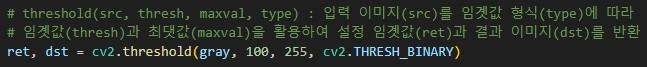 # threshold(src, thresh, maxval, type) : 입력 이미지(src)를 임곗값 형식(type)에 따라
# 임곗값(thresh)과 최댓값(maxval)을 활용하여 설정 임곗값(ret)과 결과 이미지(dst)를 반환
ret, dst = cv2.threshold(gray, 100, 255, cv2.THRESH_BINARY)